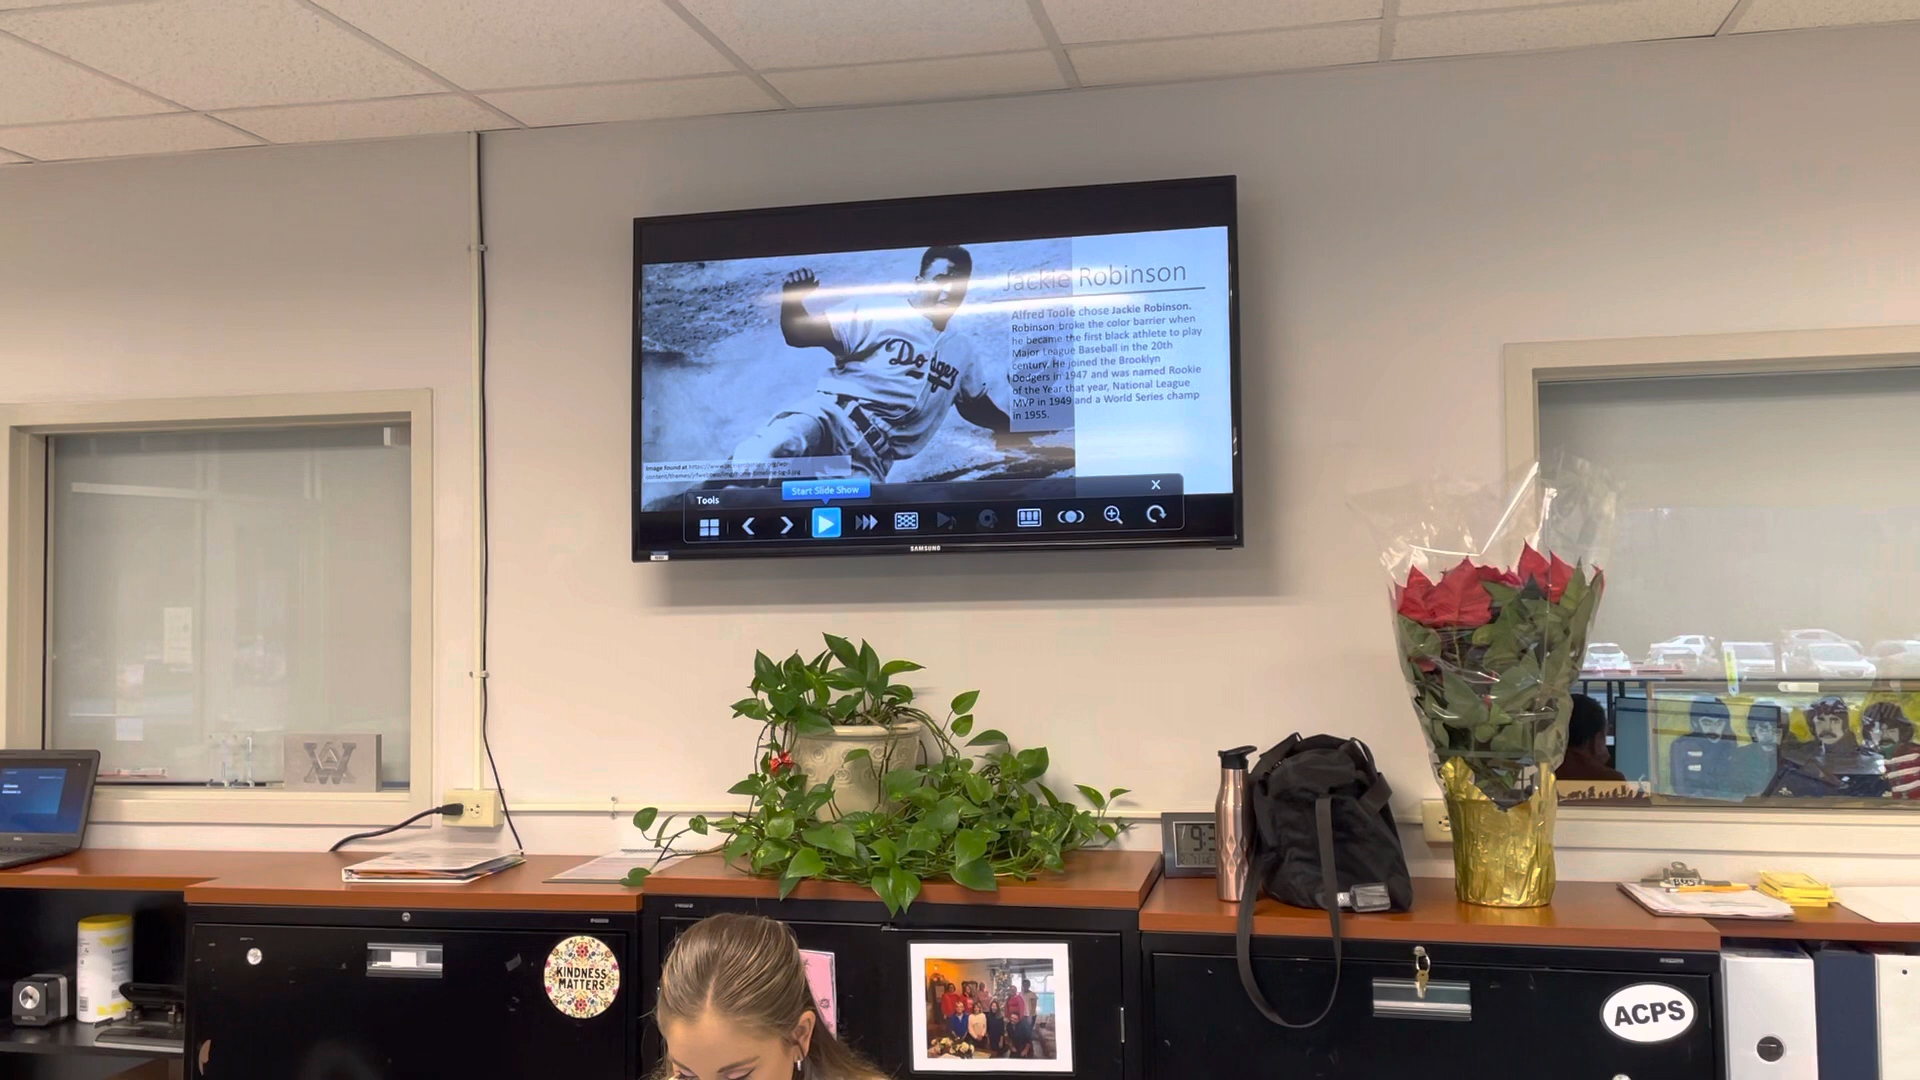 Jackie Robinson
Alfred Toole chose Jackie Robinson.
Robinson broke the color barrier when
he became the first black athlete to play
Major League Baseball in the 20th
century. He joined the Brooklyn
Dodgers in 1947 and was named Rookie
of the Year that year, National League
MVP in 1949 and a World Series champ
in 1955.
Dodgers
Image found at
Start Slide Show
Tools
X
SAMSUNG
KINDNESS
MATTERS
ACPS